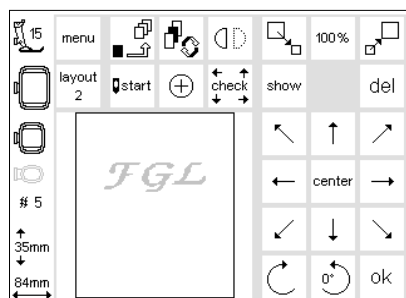 15 menu 100%
layout
2
start check show del
FGL
center
# 5
35mm
84mm 0° ok